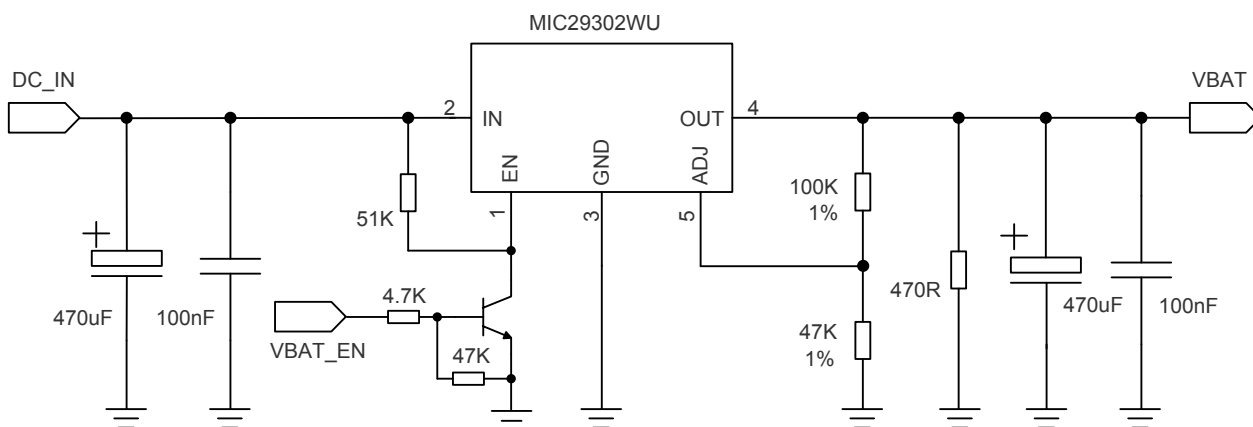 MIC29302WU
DC_IN
VBAT
2
IN
OUT
4
EN
GND
ADJ
1
3
5
51K
100K
1%
470uF
100nF
4.7K
VBAT_EN
47K
470R
47K
1%
470uF
100nF